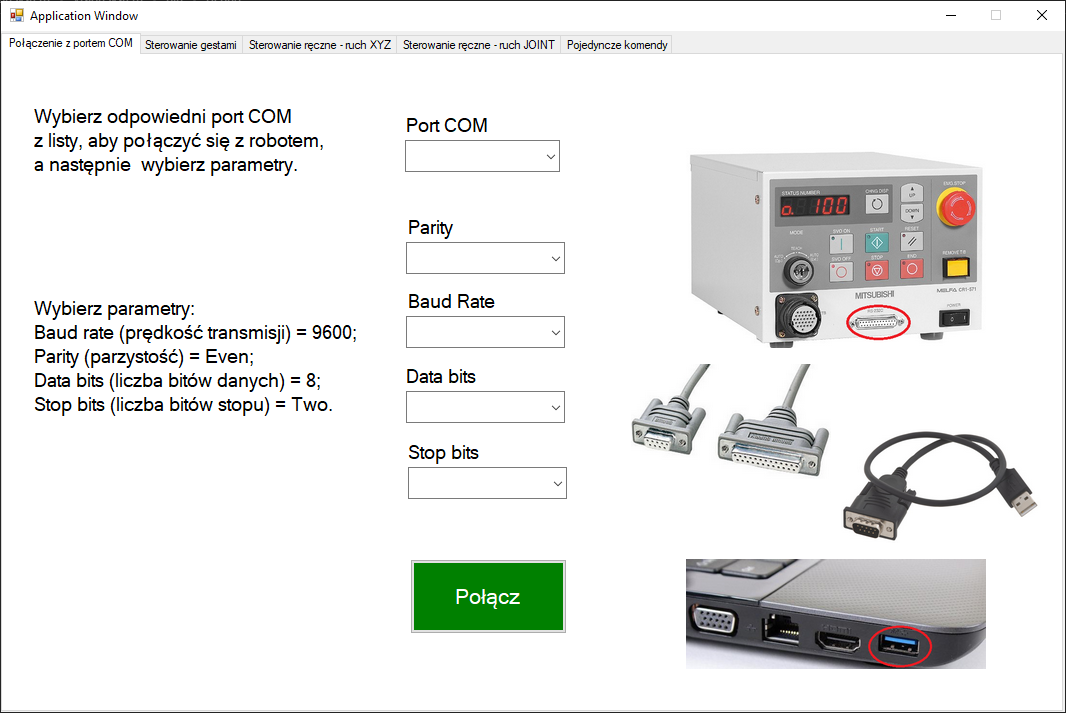 Application Window
Połączenie z portem COM
Sterowanie gestami
Sterowanie ręczne - ruch XYZ
Sterowanie ręczne - ruch JOINT
Pojedyncze komendy
Wybierz odpowiedni port COM
z listy, aby połączyć się z robotem,
a następnie  wybierz parametry.
Wybierz parametry:
Baud rate (prędkość transmisji) = 9600;
Parity (parzystość) = Even;
Data bits (liczba bitów danych) = 8;
Stop bits (liczba bitów stopu) = Two.
Port COM
Parity
Baud Rate
Data bits
Stop bits
Połącz
STATUS NUMBER
100
CHNG DISP
UP
DOWN
EMG.STOP
MODE
SVO ON
START
RESET
SVO OFF
STOP
END
REMOVE T/B
MITSUBISHI
MELFA CR1-571
RS-232C
POWER